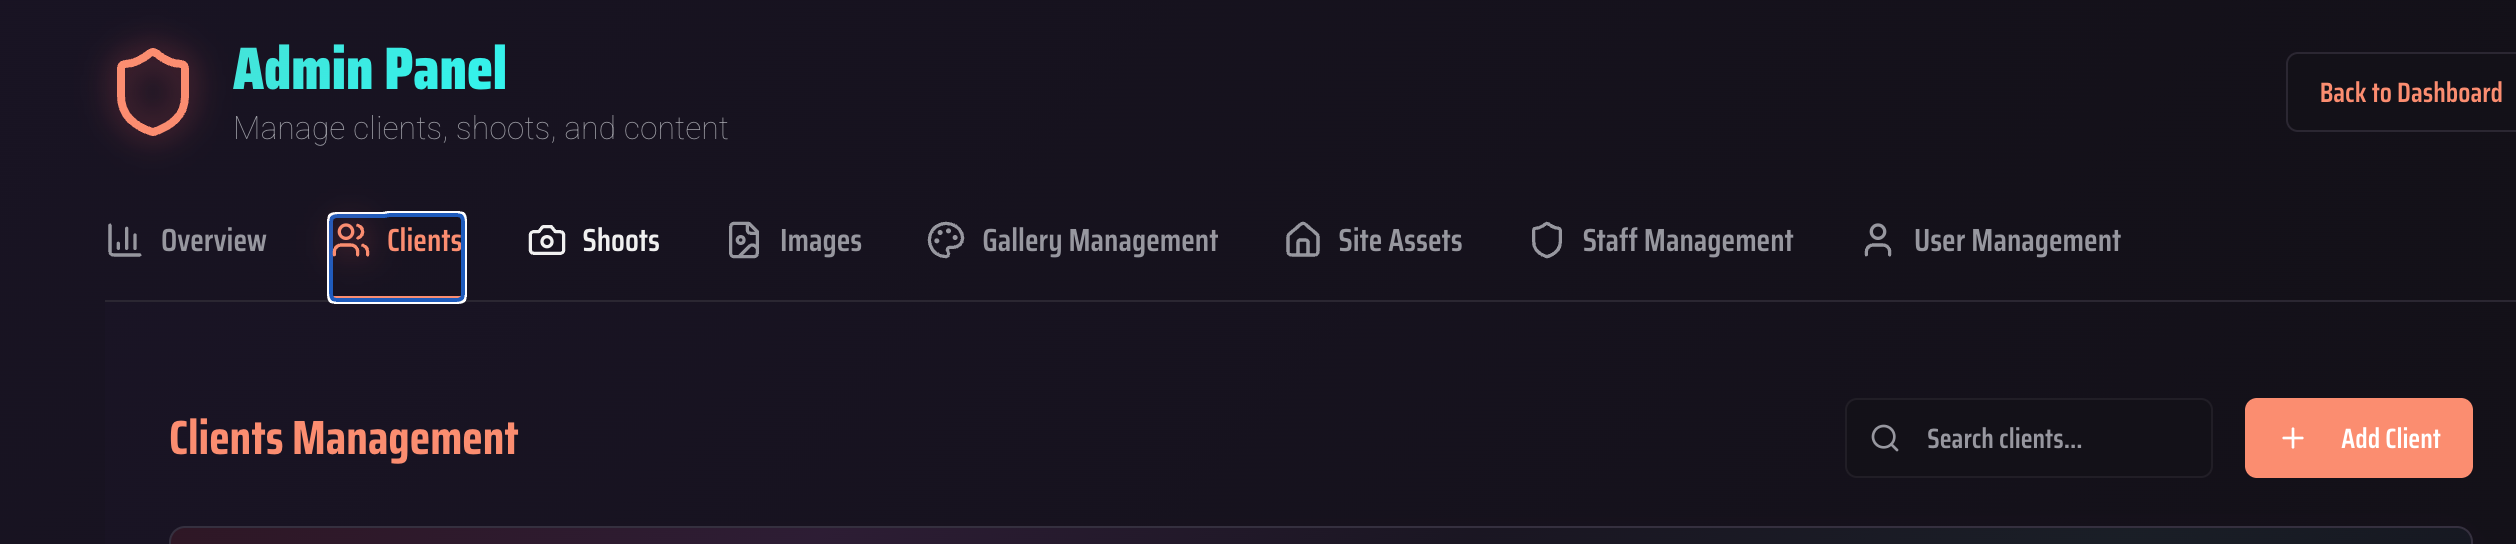 Admin Panel
Manage clients, shoots, and content
Back to Dashboard
Overview Clients Shoots Images Gallery Management Site Assets Staff Management User Management
Clients Management
Search clients...
Add Client